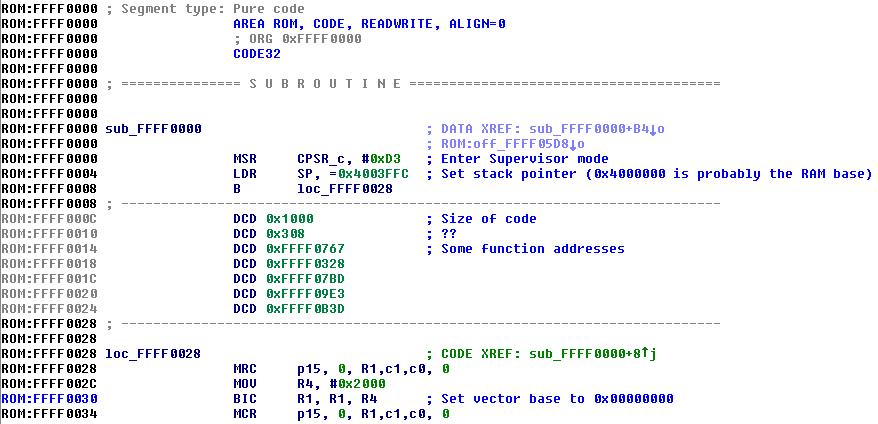 ROM:FFFF0000 ; Segment type: Pure code
ROM:FFFF0000 AREA ROM, CODE, READWRITE, ALIGN=0
ROM:FFFF0000 ; ORG 0xFFFF0000
ROM:FFFF0000 CODE32
ROM:FFFF0000
ROM:FFFF0000 ; =============== S U B R O U T I N E =======================================
ROM:FFFF0000
ROM:FFFF0000
ROM:FFFF0000 sub_FFFF0000 ; DATA XREF: sub_FFFF0000+B4↓o
ROM:FFFF0000 ; ROM:off_FFFF05D8↓o
ROM:FFFF0000 MSR CPSR_c, #0xD3 ; Enter Supervisor mode
ROM:FFFF0004 LDR SP, =0x4003FFC ; Set stack pointer (0x4000000 is probably the RAM base)
ROM:FFFF0008 B loc_FFFF0028
ROM:FFFF0008 ; ---------------------------------------------------------------------------
ROM:FFFF000C DCD 0x1000 ; Size of code
ROM:FFFF0010 DCD 0x308 ; ??
ROM:FFFF0014 DCD 0xFFFF0767 ; Some function addresses
ROM:FFFF0018 DCD 0xFFFF0328
ROM:FFFF001C DCD 0xFFFF07BD
ROM:FFFF0020 DCD 0xFFFF09E3
ROM:FFFF0024 DCD 0xFFFF0B3D
ROM:FFFF0028 ; ---------------------------------------------------------------------------
ROM:FFFF0028
ROM:FFFF0028 loc_FFFF0028 ; CODE XREF: sub_FFFF0000+8↑j
ROM:FFFF0028 MRC p15, 0, R1,c1,c0, 0
ROM:FFFF002C MOV R4, #0x2000
ROM:FFFF0030 BIC R1, R1, R4 ; Set vector base to 0x00000000
ROM:FFFF0034 MCR p15, 0, R1,c1,c0, 0